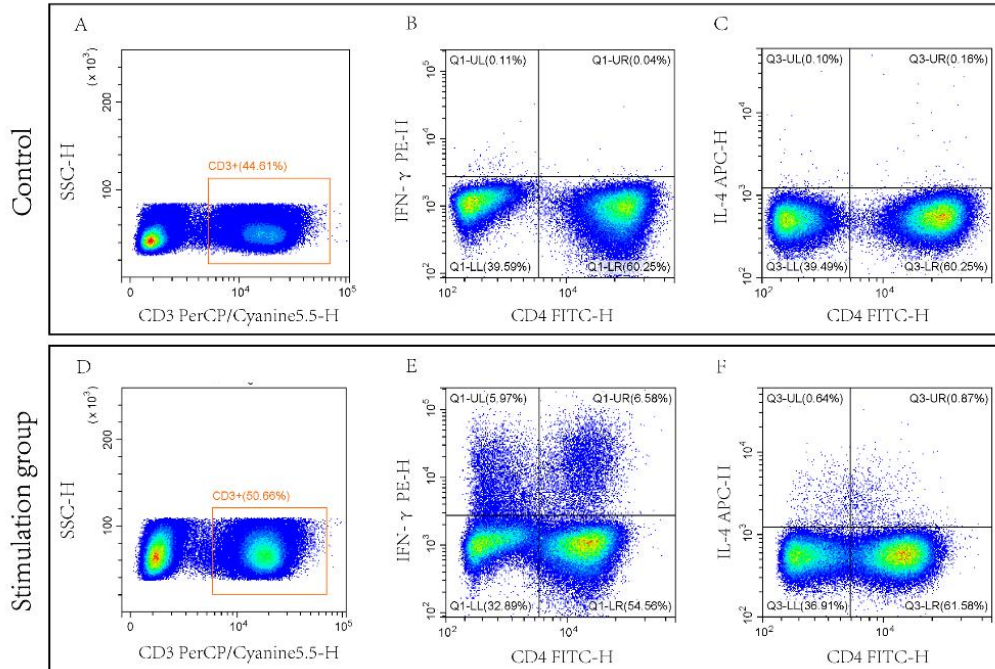 Control
A
(x 10³)
200
100
SSC-H
CD3+(44.61%)
0
10⁴
10⁵
CD3 PerCP/Cyanine5.5-H
B
Q1-UL(0.11%)
Q1-UR(0.04%)
10⁵
10⁴
10³
10²
IFN- γ PE-II
Q1-LL(39.59%)
Q1-LR(60.25%)
10²
10⁴
CD4 FITC-H
C
Q3-UL(0.10%)
Q3-UR(0.16%)
10⁴
10³
10²
IL-4 APC-H
Q3-LL(39.49%)
Q3-LR(60.25%)
10²
10⁴
CD4 FITC-H
Stimulation group
D
(x 10³)
200
100
SSC-H
CD3+(50.66%)
0
10⁴
10⁵
CD3 PerCP/Cyanine5.5-H
E
Q1-UL(5.97%)
Q1-UR(6.58%)
10⁵
10⁴
10³
10²
IFN- γ PE-H
Q1-LL(32.89%)
Q1-LR(54.56%)
10²
10⁴
CD4 FITC-H
F
Q3-UL(0.64%)
Q3-UR(0.87%)
10⁴
10³
10²
IL-4 APC-II
Q3-LL(36.91%)
Q3-LR(61.58%)
10²
10⁴
CD4 FITC-H